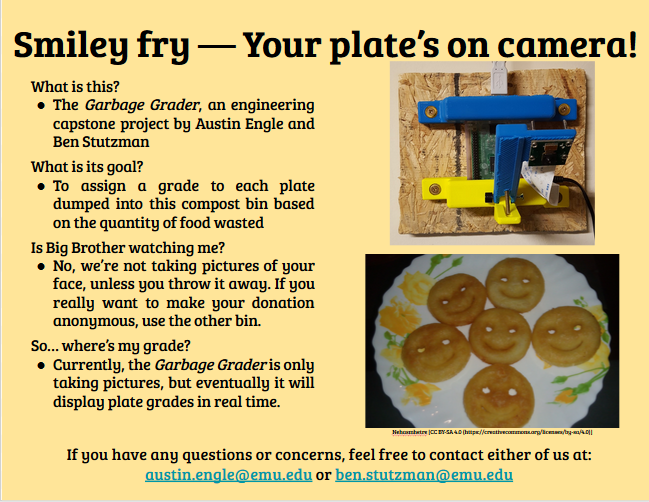 Smiley fry — Your plate's on camera!
What is this?
● The Garbage Grader, an engineering
capstone project by Austin Engle and
Ben Stutzman
What is its goal?
● To assign a grade to each plate
dumped into this compost bin based
on the quantity of food wasted
Is Big Brother watching me?
● No, we're not taking pictures of your
face, unless you throw it away. If you
really want to make your donation
anonymous, use the other bin.
So... where's my grade?
● Currently, the Garbage Grader is only
taking pictures, but eventually it will
display plate grades in real time.
Nehasmhetre [CC BY-SA 4.0 (https://creativecommons.org/licenses/by-sa/4.0)]
If you have any questions or concerns, feel free to contact either of us at:
austin.engle@emu.edu or ben.stutzman@emu.edu